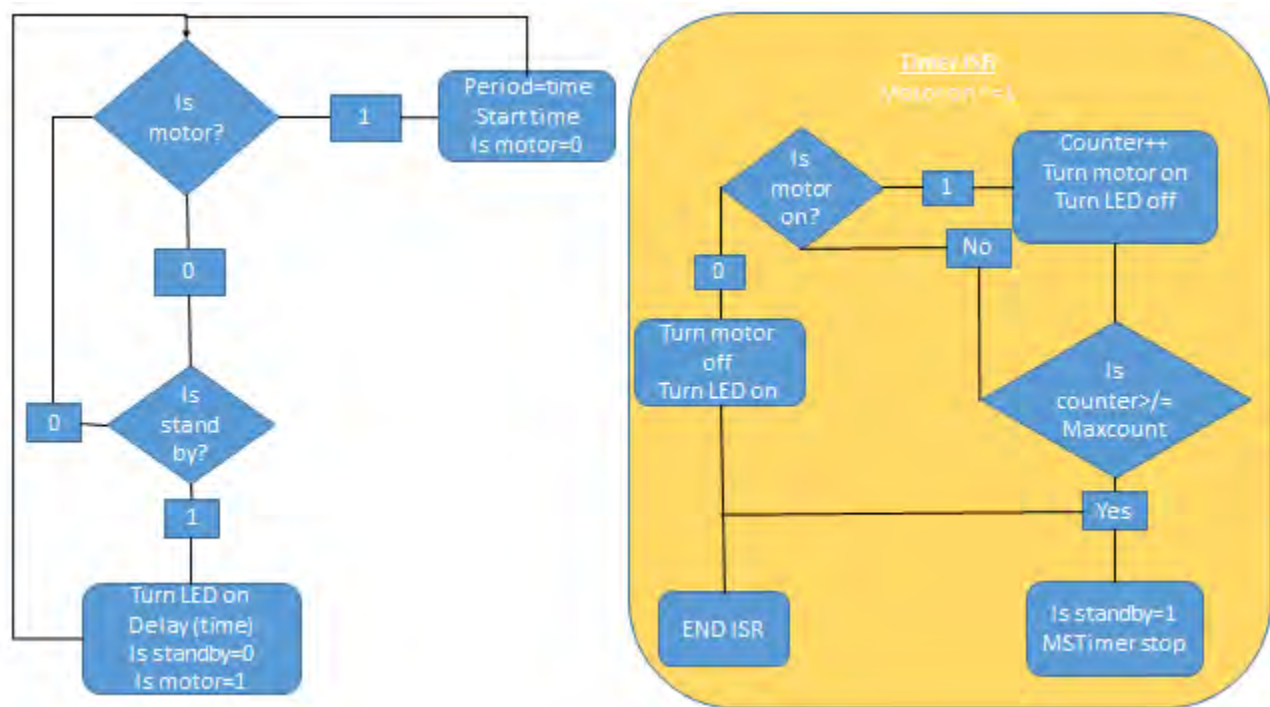 Is
motor?
1
Period=time
Start time
Is motor=0
0
Is
stand
by?
0
1
Turn LED on
Delay (time)
Is standby=0
Is motor=1
ISR
Is
motor
on?
1
Counter++
Turn motor on
Turn LED off
No
0
Turn motor
off
Turn LED on
Is
counter>/=
Maxcount
Yes
END ISR
Is standby=1
MSTimer stop